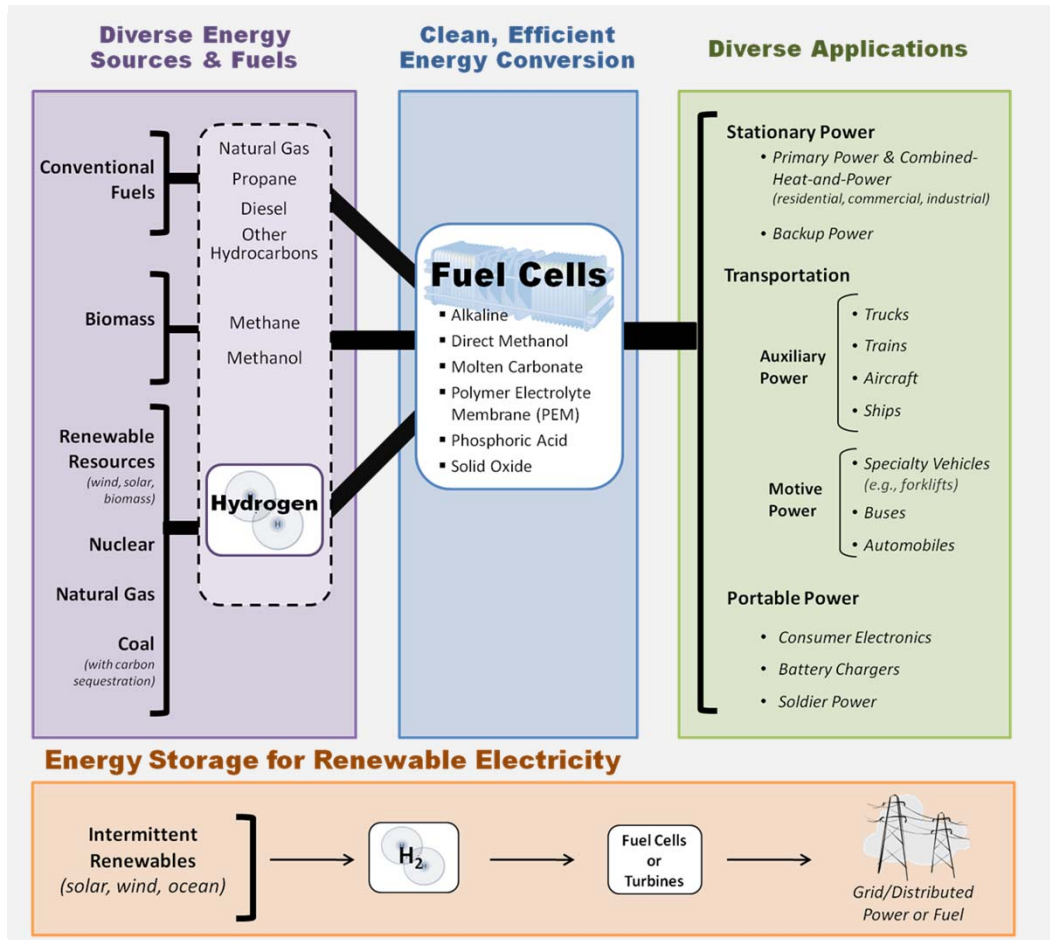 Diverse Energy
Sources & Fuels
Conventional
Fuels
Natural Gas
Propane
Diesel
Other
Hydrocarbons
Biomass
Methane
Methanol
Renewable
Resources
(wind, solar,
biomass)
Nuclear
Natural Gas
Coal
(with carbon
sequestration)
Hydrogen
H
Clean, Efficient
Energy Conversion
Fuel Cells
▪ Alkaline
▪ Direct Methanol
▪ Molten Carbonate
▪ Polymer Electrolyte
Membrane (PEM)
▪ Phosphoric Acid
▪ Solid Oxide
Diverse Applications
Stationary Power
• Primary Power & Combined-
Heat-and-Power
(residential, commercial, industrial)
• Backup Power
Transportation
Auxiliary
Power
• Trucks
• Trains
• Aircraft
• Ships
Motive
Power
• Specialty Vehicles
(e.g., forklifts)
• Buses
• Automobiles
Portable Power
• Consumer Electronics
• Battery Chargers
• Soldier Power
Energy Storage for Renewable Electricity
Intermittent
Renewables
(solar, wind, ocean)
H₂
Fuel Cells
or
Turbines
Grid/Distributed
Power or Fuel